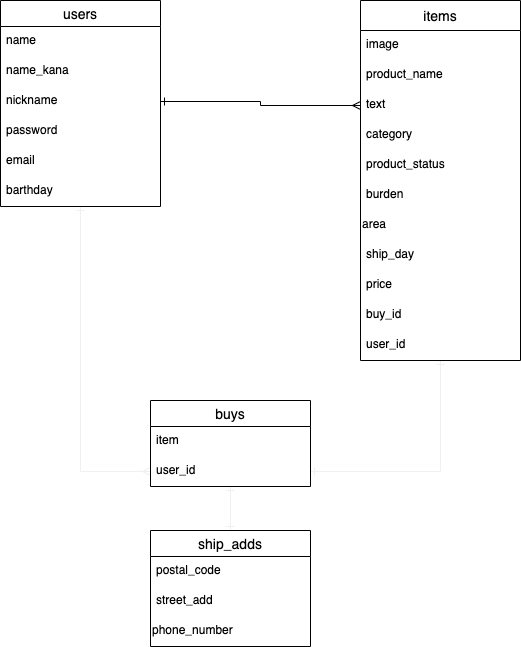 users
name
name_kana
nickname
password
email
barthday
items
image
product_name
text
category
product_status
burden
area
ship_day
price
buy_id
user_id
buys
item
user_id
ship_adds
postal_code
street_add
phone_number